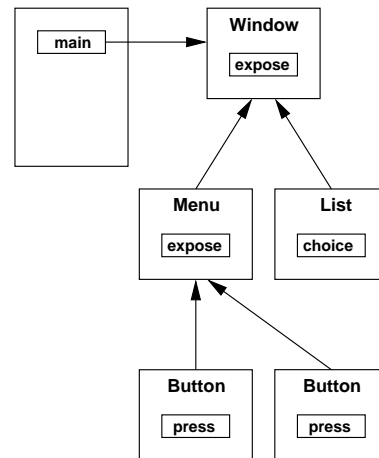 Window
main
expose
Menu
List
expose
choice
Button
Button
press
press